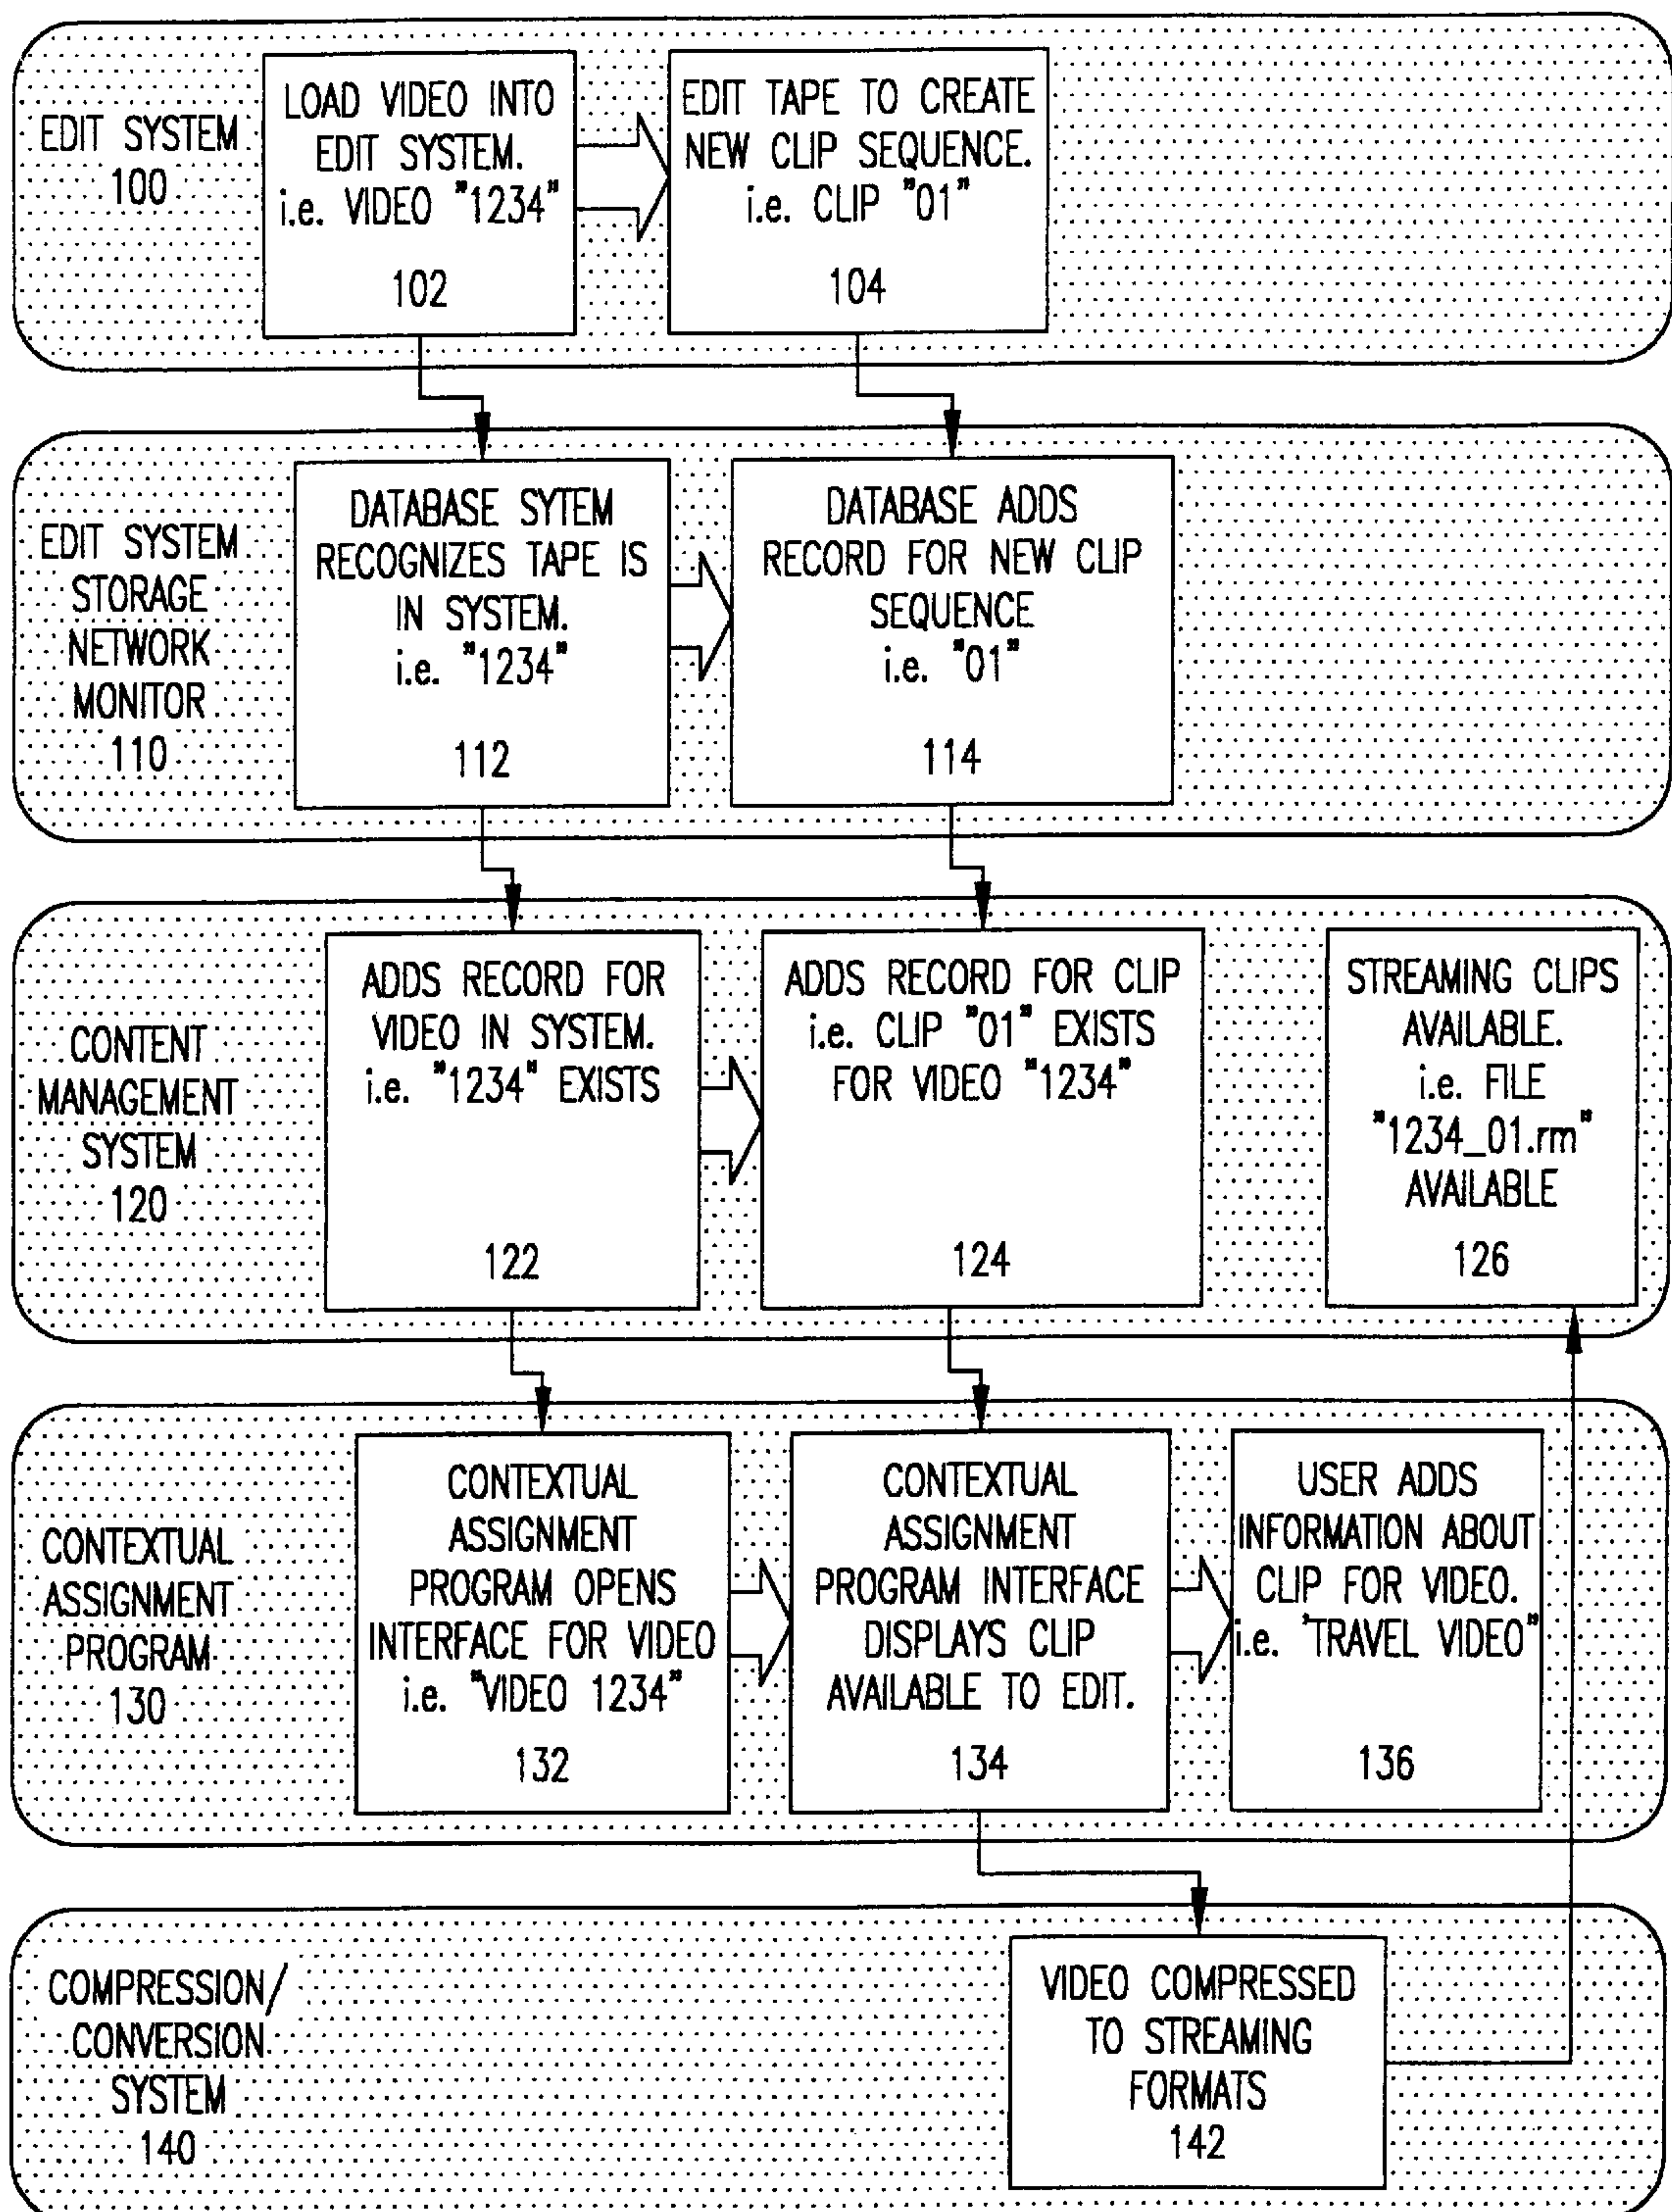 EDIT SYSTEM
100
LOAD VIDEO INTO
EDIT SYSTEM.
i.e. VIDEO "1234"
102
EDIT TAPE TO CREATE
NEW CLIP SEQUENCE.
i.e. CLIP "01"
104
EDIT SYSTEM
STORAGE
NETWORK
MONITOR
110
DATABASE SYTEM
RECOGNIZES TAPE IS
IN SYSTEM.
i.e. "1234"
112
DATABASE ADDS
RECORD FOR NEW CLIP
SEQUENCE
i.e. "01"
114
CONTENT
MANAGEMENT
SYSTEM
120
ADDS RECORD FOR
VIDEO IN SYSTEM.
i.e. "1234" EXISTS
122
ADDS RECORD FOR CLIP
i.e. CLIP "01" EXISTS
FOR VIDEO "1234"
124
STREAMING CLIPS
AVAILABLE.
i.e. FILE
"1234_01.rm"
AVAILABLE
126
CONTEXTUAL
ASSIGNMENT
PROGRAM
130
CONTEXTUAL
ASSIGNMENT
PROGRAM OPENS
INTERFACE FOR VIDEO
i.e. "VIDEO 1234"
132
CONTEXTUAL
ASSIGNMENT
PROGRAM INTERFACE
DISPLAYS CLIP
AVAILABLE TO EDIT.
134
USER ADDS
INFORMATION ABOUT
CLIP FOR VIDEO.
i.e. 'TRAVEL VIDEO"
136
COMPRESSION/
CONVERSION
SYSTEM
140
VIDEO COMPRESSED
TO STREAMING
FORMATS
142